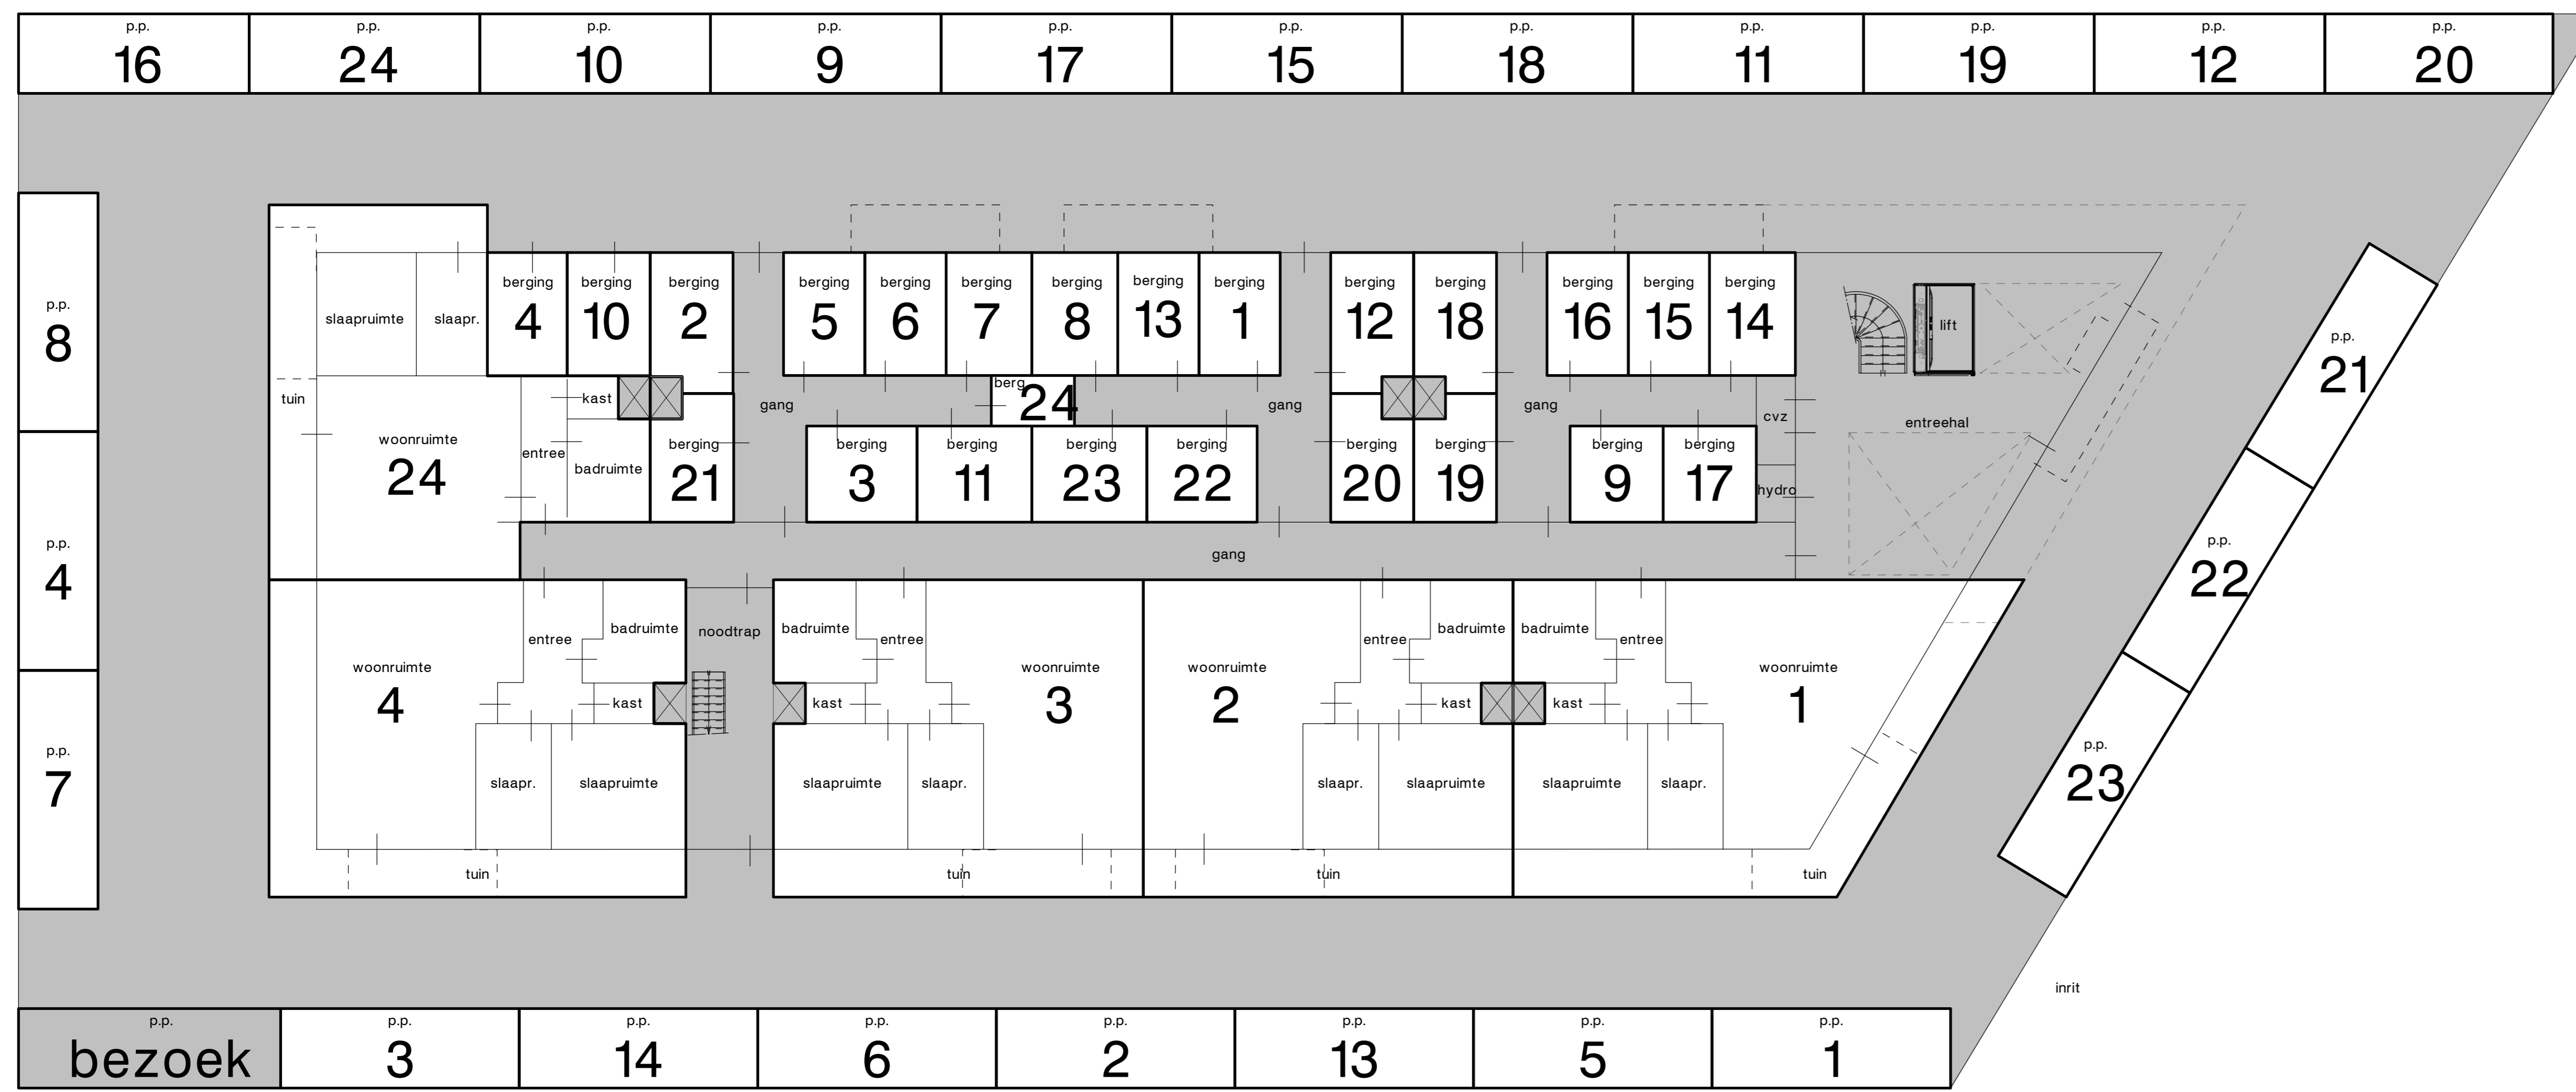 p.p. p.p. p.p. p.p. p.p. p.p. p.p. p.p. p.p. p.p. p.p.
16 24 10 9 17 15 18 11 19 12 20
berging berging berging berging berging berging berging berging berging berging berging berging berging berging
4 10 2 5 6 7 8 13 1 12 18 16 15 14
p.p.
8
slaapruimte slaapr.
lift
p.p.
21
berg
24
tuin
kast
gang gang gang
cvz
entreehal
woonruimte
24
entree
badruimte
berging berging berging berging berging berging berging berging berging
21 3 11 23 22 20 19 9 17
hydro
p.p.
4
gang
p.p.
22
badruimte noodtrap badruimte badruimte badruimte
entree entree entree entree
woonruimte woonruimte woonruimte woonruimte
4 3 2 1
kast kast kast kast
p.p.
7
p.p.
23
slaapr. slaapruimte slaapruimte slaapr. slaapr. slaapruimte slaapruimte slaapr.
tuin tuin tuin tuin
inrit
p.p. p.p. p.p. p.p. p.p. p.p. p.p. p.p.
bezoek 3 14 6 2 13 5 1